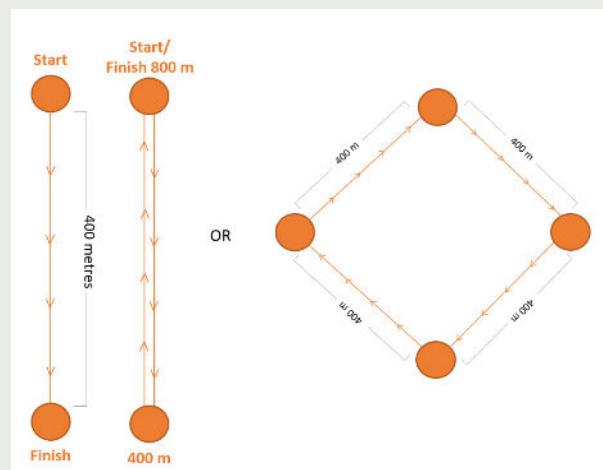 Start
Start/
Finish 800 m
400 metres
Finish
400 m
OR
400 m
400 m
400 m
400 m